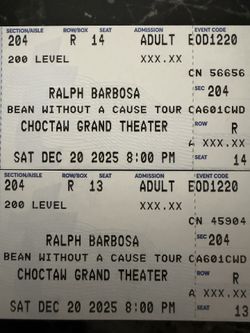 SECTION/AISLE ROW/BOX SEAT ADMISSION EVENT CODE
204 R 14 ADULT EOD1220
200 LEVEL XXX.XX
CN 56876
RALPH BARBOSA SEC 204
BEAN WITHOUT A CAUSE TOUR CA601CWD
CHOCTAW GRAND THEATER ROW R
A XXX.XX
SAT DEC 20 2025 8:00 PM SEAT 14
SECTION/AISLE ROW/BOX SEAT ADMISSION EVENT CODE
204 R 13 ADULT EOD1220
200 LEVEL XXX.XX
CN 45904
RALPH BARBOSA SEC 204
BEAN WITHOUT A CAUSE TOUR CA601CWD
CHOCTAW GRAND THEATER ROW R
A XXX.XX
SAT DEC 20 2025 8:00 PM SEAT 13